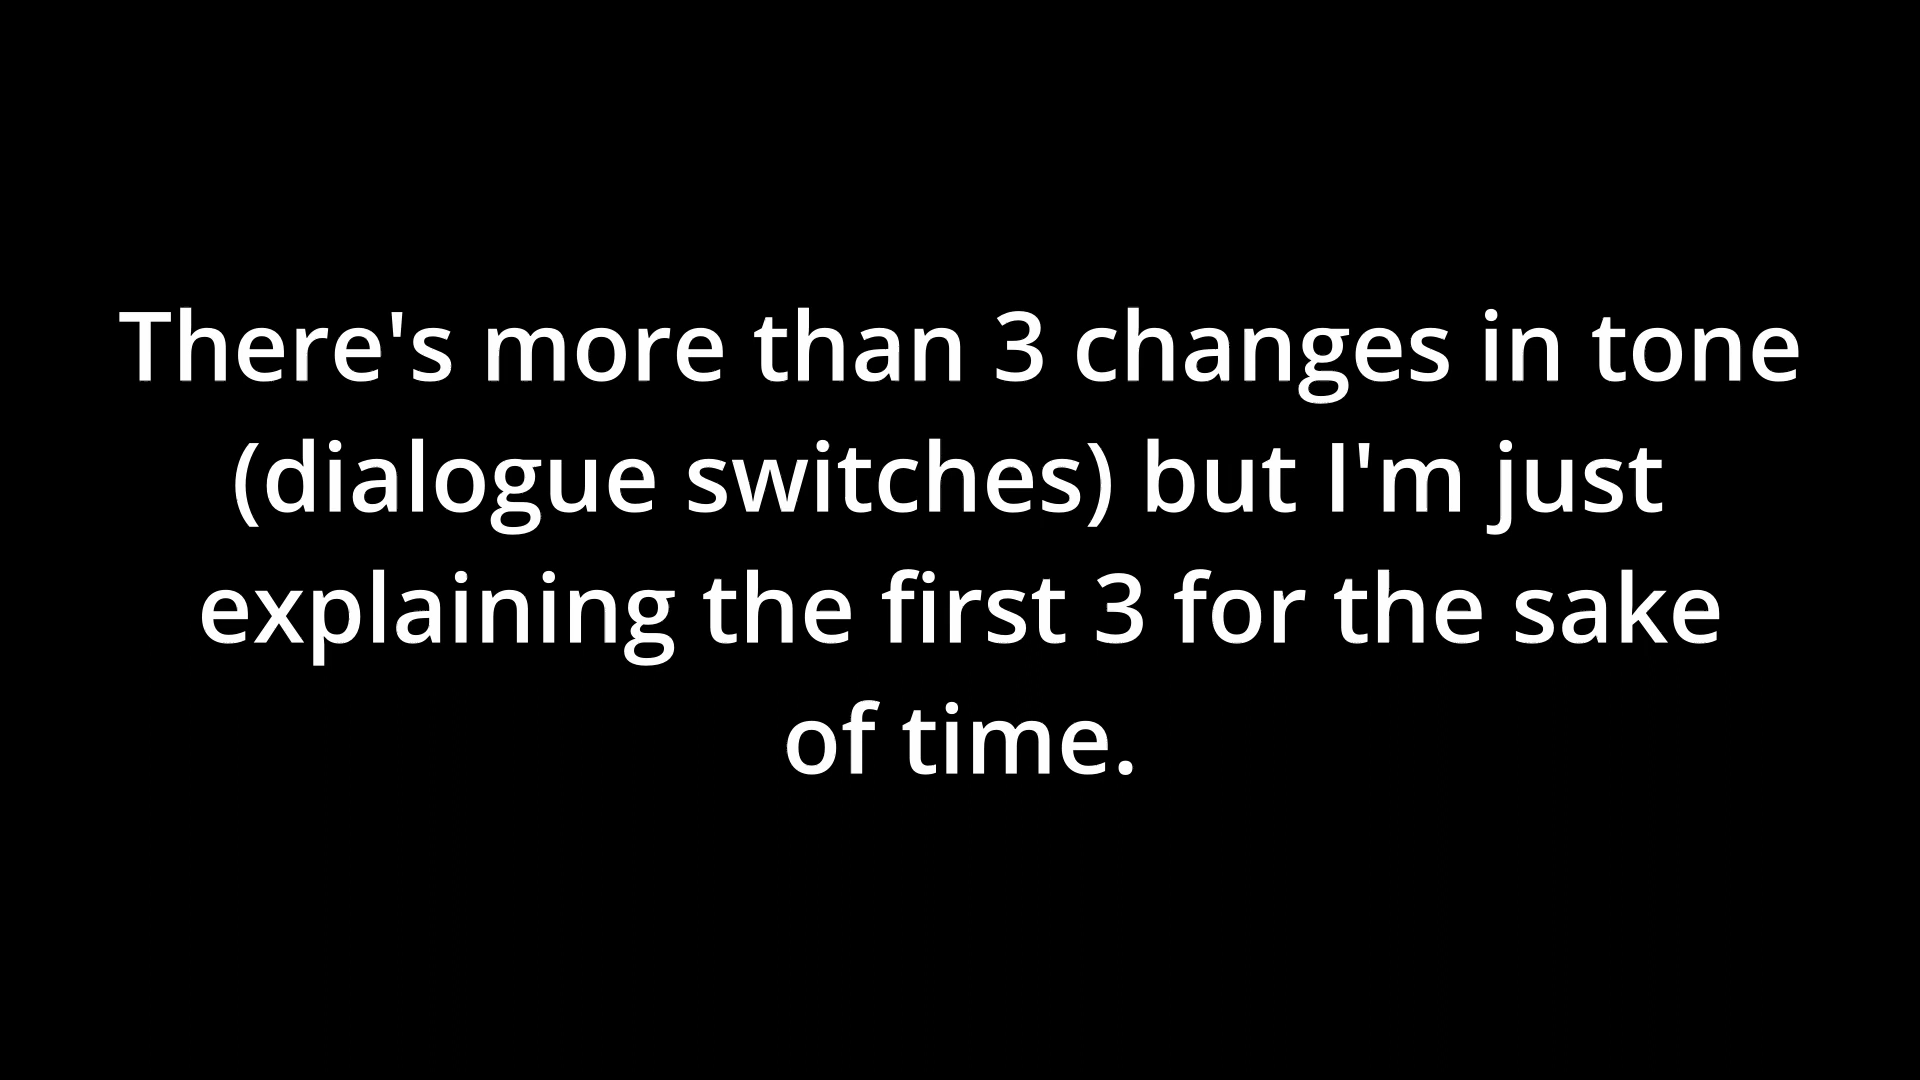 There's more than 3 changes in tone
(dialogue switches) but I'm just
explaining the first 3 for the sake
of time.